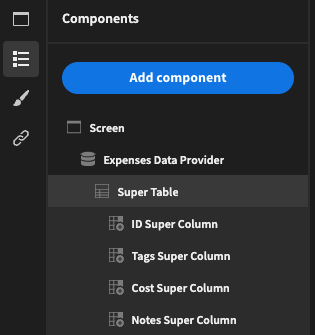 Components
Add component
Screen
Expenses Data Provider
Super Table
ID Super Column
Tags Super Column
Cost Super Column
Notes Super Column